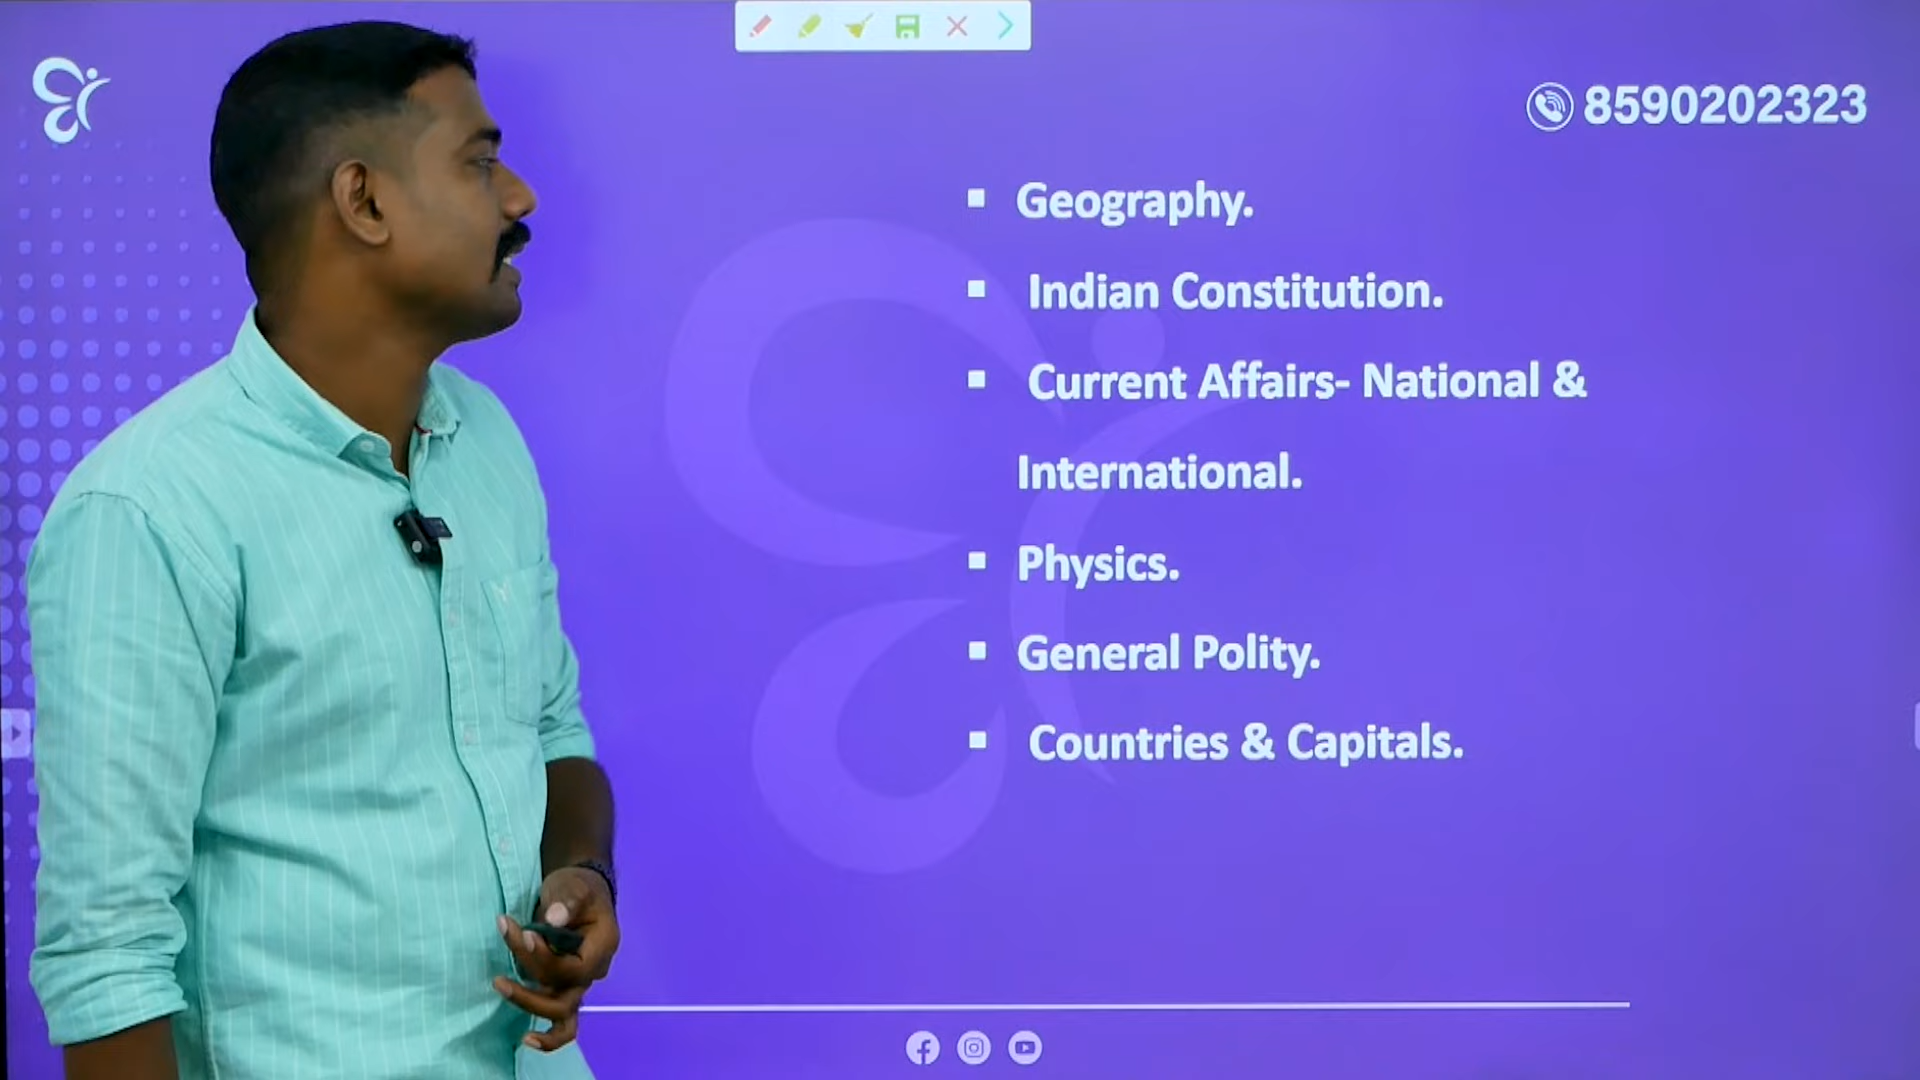 8590202323
▪ Geography.
▪ Indian Constitution.
▪ Current Affairs- National &
International.
▪ Physics.
▪ General Polity.
▪ Countries & Capitals.